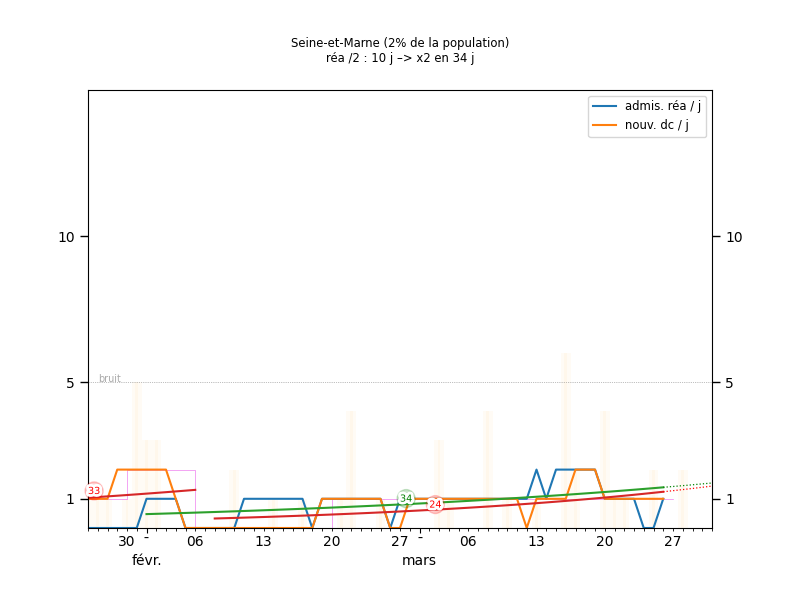 Seine-et-Marne (2% de la population)
réa /2 : 10 j –> x2 en 34 j
admis. réa / j
nouv. dc / j
10 10
bruit
5 5
33 34 24
1 1
30 - 06 13 20 27 - 06 13 20 27
févr. mars